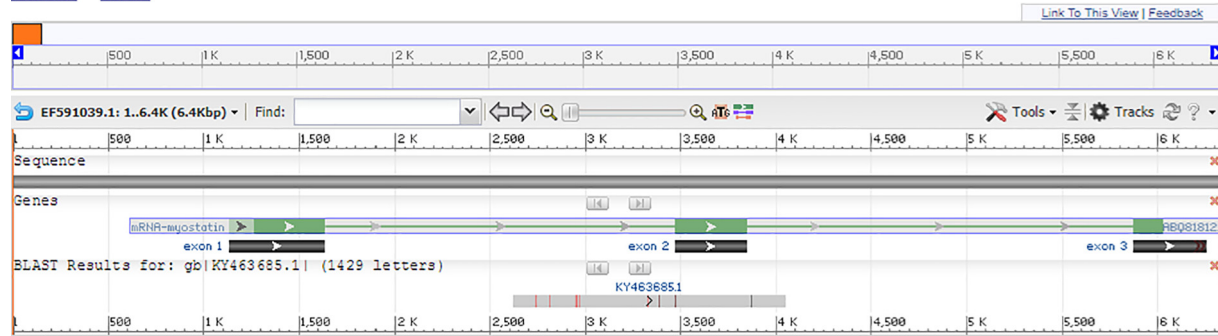 Link To This View | Feedback
500 1 K 1,500 2 K 2,500 3 K 3,500 4 K 4,500 5 K 5,500 6 K
EF591039.1: 1..6.4K (6.4Kbp) Find: ATG Tools Tracks ?
1 500 1 K 1,500 2 K 2,500 3 K 3,500 4 K 4,500 5 K 5,500 6 K
Sequence
Genes
mRNA-myostatin ABQ81812
exon 1 exon 2 exon 3
BLAST Results for: gb|KY463685.1| (1429 letters)
KY463685.1
1 500 1 K 1,500 2 K 2,500 3 K 3,500 4 K 4,500 5 K 5,500 6 K